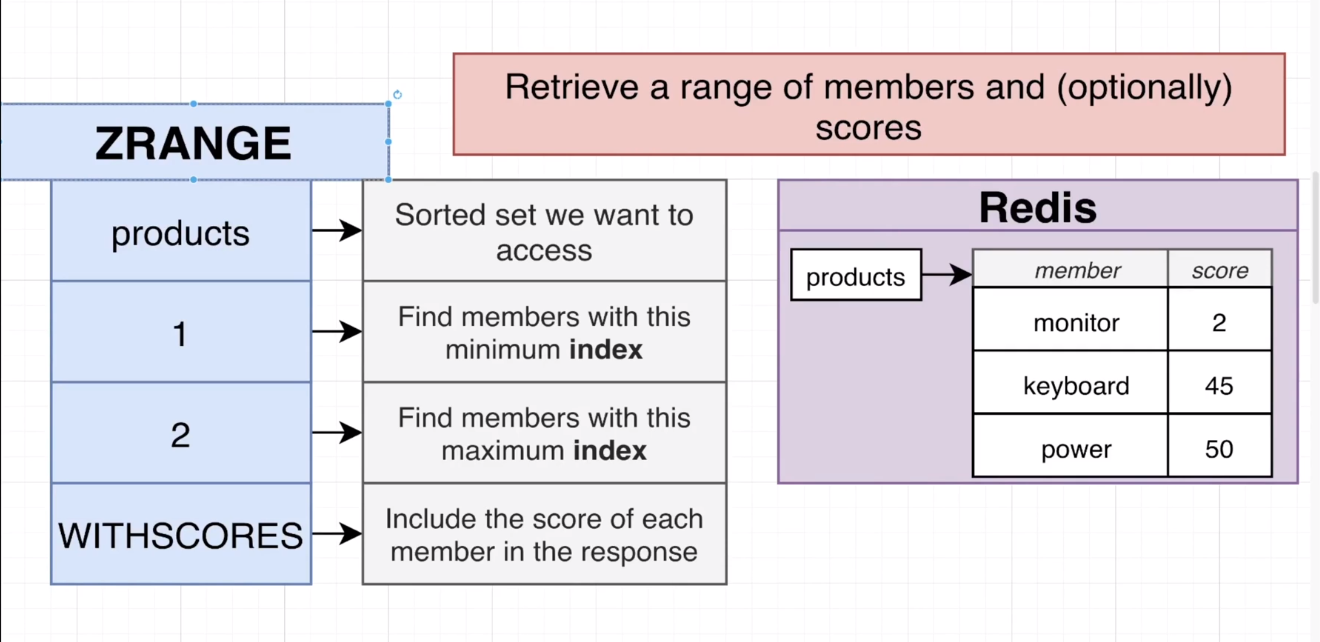 Retrieve a range of members and (optionally)
scores
ZRANGE
products
Sorted set we want to
access
1
Find members with this
minimum index
2
Find members with this
maximum index
WITHSCORES
Include the score of each
member in the response
Redis
products
member score
monitor 2
keyboard 45
power 50